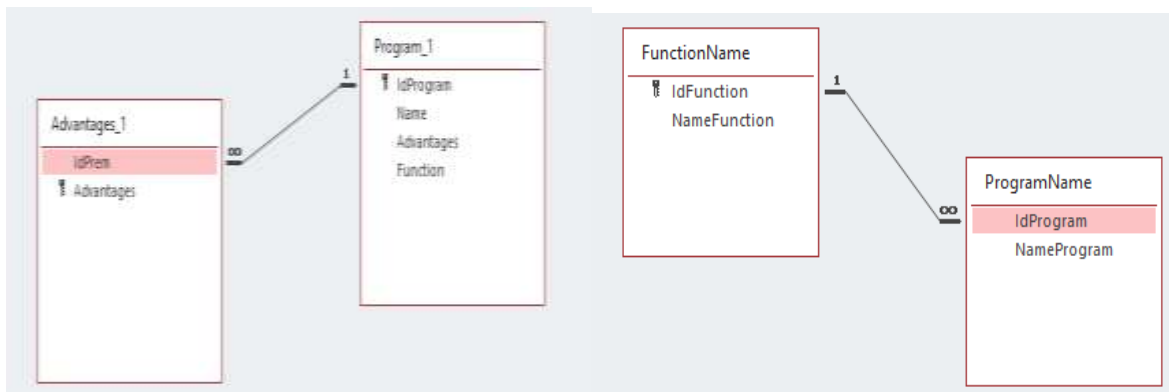 Advantages_1
IdPrem
Advantages
∞
1
Program_1
IdProgram
Name
Advantages
Function
FunctionName
IdFunction
NameFunction
1
∞
ProgramName
IdProgram
NameProgram